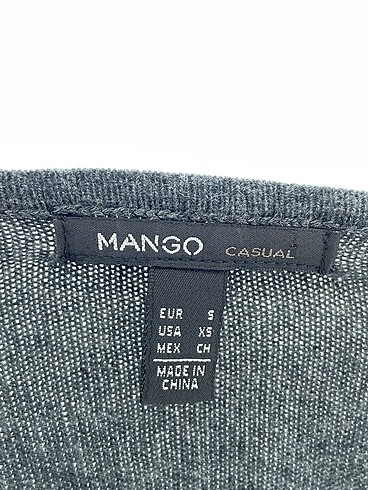 MANGO CASUAL
EUR S
USA XS
MEX CH
MADE IN
CHINA